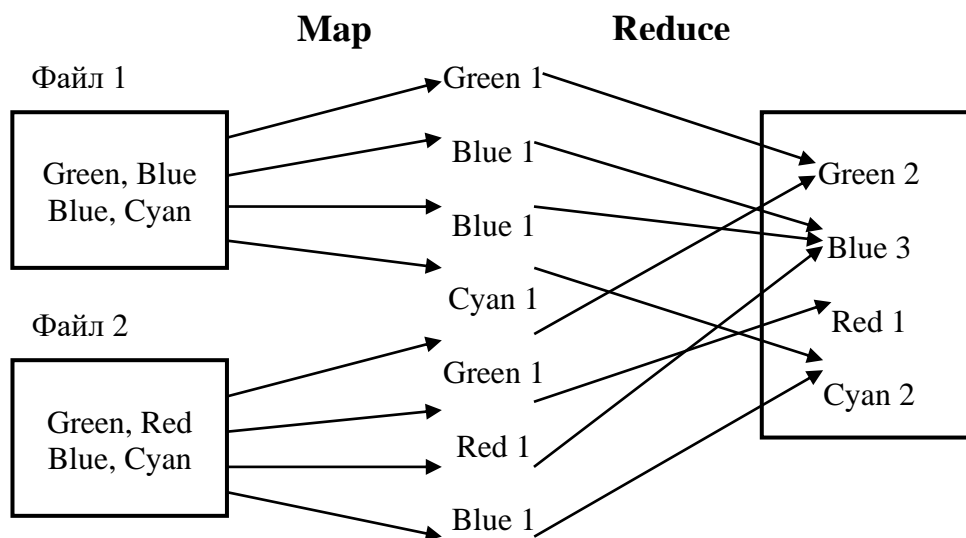 Map
Reduce
Файл 1
Green, Blue
Blue, Cyan
Файл 2
Green, Red
Blue, Cyan
Green 1
Blue 1
Blue 1
Cyan 1
Green 1
Red 1
Blue 1
Green 2
Blue 3
Red 1
Cyan 2